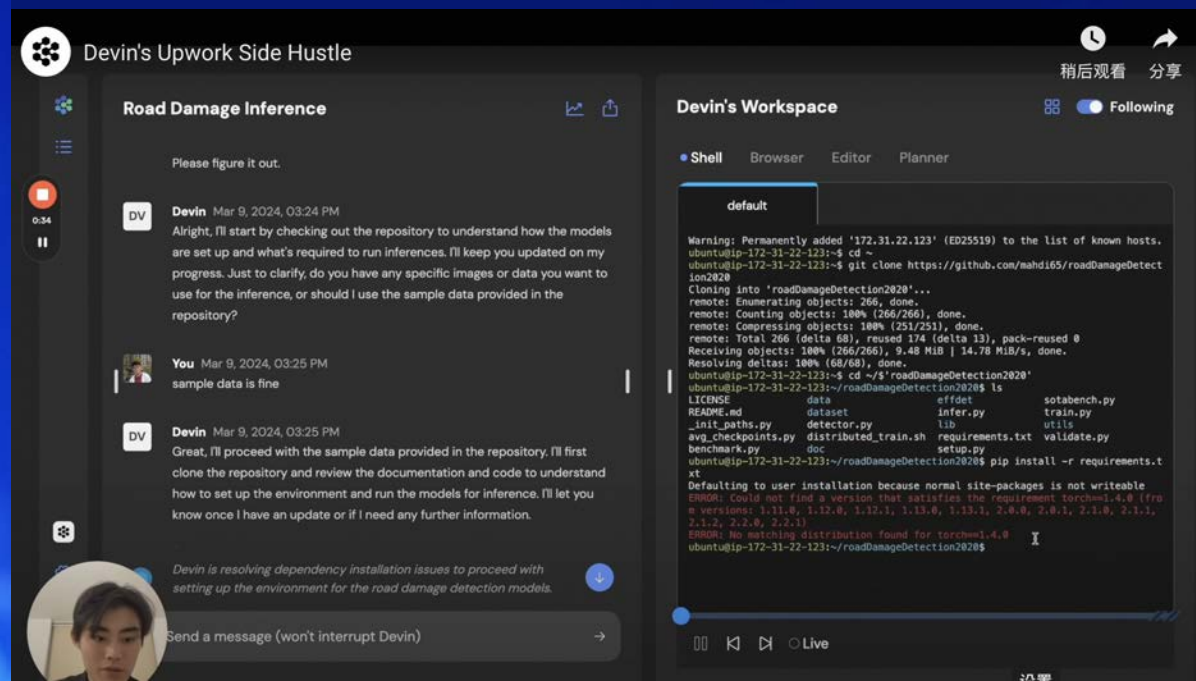 Devin's Upwork Side Hustle
稍后观看
分享
Road Damage Inference
0:34
Please figure it out.
DV
Devin Mar 9, 2024, 03:24 PM
Alright, I'll start by checking out the repository to understand how the models
are set up and what's required to run inferences. I'll keep you updated on my
progress. Just to clarify, do you have any specific images or data you want to
use for the inference, or should I use the sample data provided in the
repository?
You Mar 9, 2024, 03:25 PM
sample data is fine
DV
Devin Mar 9, 2024, 03:25 PM
Great, I'll proceed with the sample data provided in the repository. I'll first
clone the repository and review the documentation and code to understand
how to set up the environment and run the models for inference. I'll let you
know once I have an update or if I need any further information.
Devin is resolving dependency installation issues to proceed with
setting up the environment for the road damage detection models.
Send a message (won't interrupt Devin)
Devin's Workspace
Following
Shell Browser Editor Planner
default
Warning: Permanently added '172.31.22.123' (ED25519) to the list of known hosts.
ubuntu@ip-172-31-22-123:~$ cd ~
ubuntu@ip-172-31-22-123:~$ git clone https://github.com/mahdi65/roadDamageDetect
ion2020
Cloning into 'roadDamageDetection2020'...
remote: Enumerating objects: 266, done.
remote: Counting objects: 100% (266/266), done.
remote: Compressing objects: 100% (251/251), done.
remote: Total 266 (delta 68), reused 174 (delta 13), pack-reused 0
Receiving objects: 100% (266/266), 9.48 MiB | 14.78 MiB/s, done.
Resolving deltas: 100% (68/68), done.
ubuntu@ip-172-31-22-123:~$ cd ~/$'roadDamageDetection2020'
ubuntu@ip-172-31-22-123:~/roadDamageDetection2020$ ls
LICENSE data effdet sotabench.py
README.md dataset infer.py train.py
_init_paths.py detector.py lib utils
avg_checkpoints.py distributed_train.sh requirements.txt validate.py
benchmark.py doc setup.py
ubuntu@ip-172-31-22-123:~/roadDamageDetection2020$ pip install -r requirements.t
xt
Defaulting to user installation because normal site-packages is not writeable
ERROR: Could not find a version that satisfies the requirement torch==1.4.0 (fro
m versions: 1.11.0, 1.12.0, 1.12.1, 1.13.0, 1.13.1, 2.0.0, 2.0.1, 2.1.0, 2.1.1,
2.1.2, 2.2.0, 2.2.1)
ERROR: No matching distribution found for torch==1.4.0
ubuntu@ip-172-31-22-123:~/roadDamageDetection2020$
Live
设置